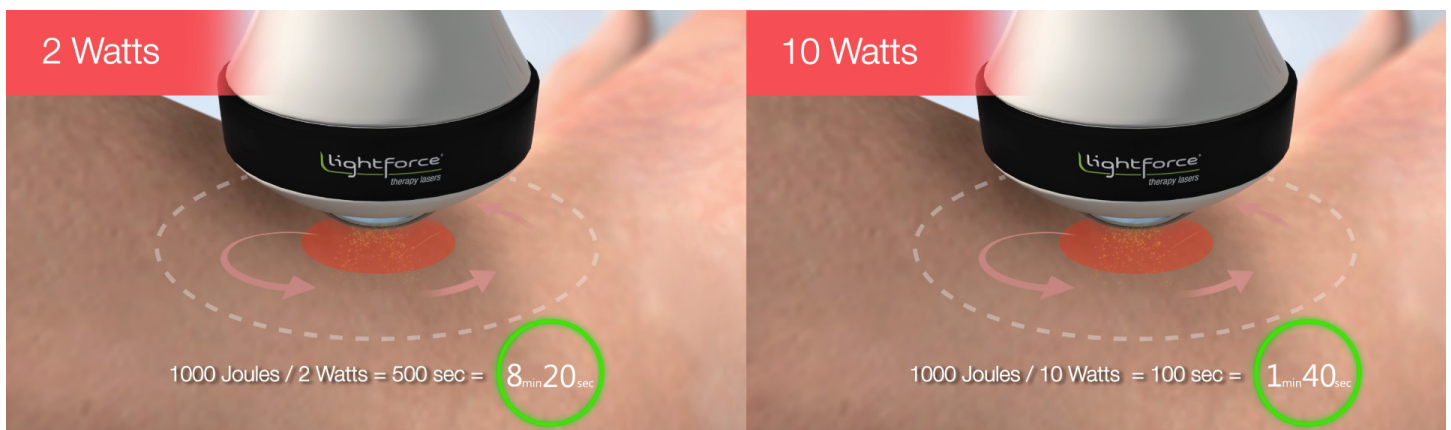 2 Watts
lightforce
therapy lasers
1000 Joules / 2 Watts = 500 sec = 8min20sec
10 Watts
lightforce
therapy lasers
1000 Joules / 10 Watts = 100 sec = 1min40sec